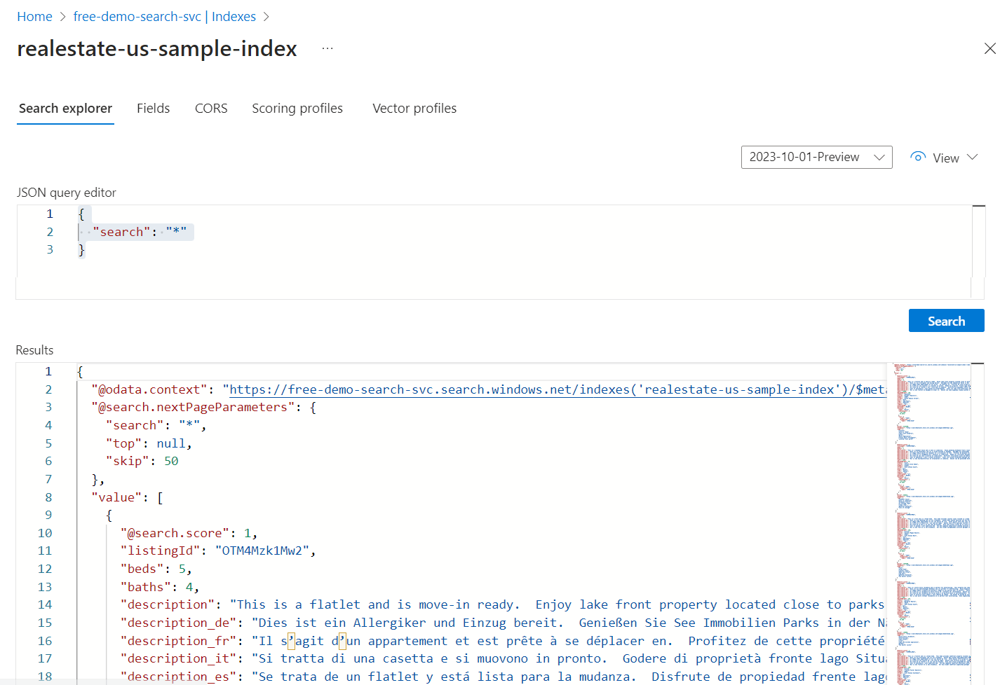 Home > free-demo-search-svc | Indexes >
realestate-us-sample-index ...
Search explorer Fields CORS Scoring profiles Vector profiles
2023-10-01-Preview View
JSON query editor
1 {
2 "search": "*"
3 }
Search
Results
1 {
2 "@odata.context": "https://free-demo-search-svc.search.windows.net/indexes('realestate-us-sample-index')/$meta
3 "@search.nextPageParameters": {
4 "search": "*",
5 "top": null,
6 "skip": 50
7 },
8 "value": [
9 {
10 "@search.score": 1,
11 "listingId": "OTM4Mzk1Mw2",
12 "beds": 5,
13 "baths": 4,
14 "description": "This is a flatlet and is move-in ready.  Enjoy lake front property located close to parks
15 "description_de": "Dies ist ein Allergiker und Einzug bereit.  Genießen Sie See Immobilien Parks in der Nä
16 "description_fr": "Il s’agit d’un appartement et est prête à se déplacer en.  Profitez de cette propriété
17 "description_it": "Si tratta di una casetta e si muovono in pronto.  Godere di proprietà fronte lago Situa
18 "description_es": "Se trata de un flatlet y está lista para la mudanza.  Disfrute de propiedad frente lag